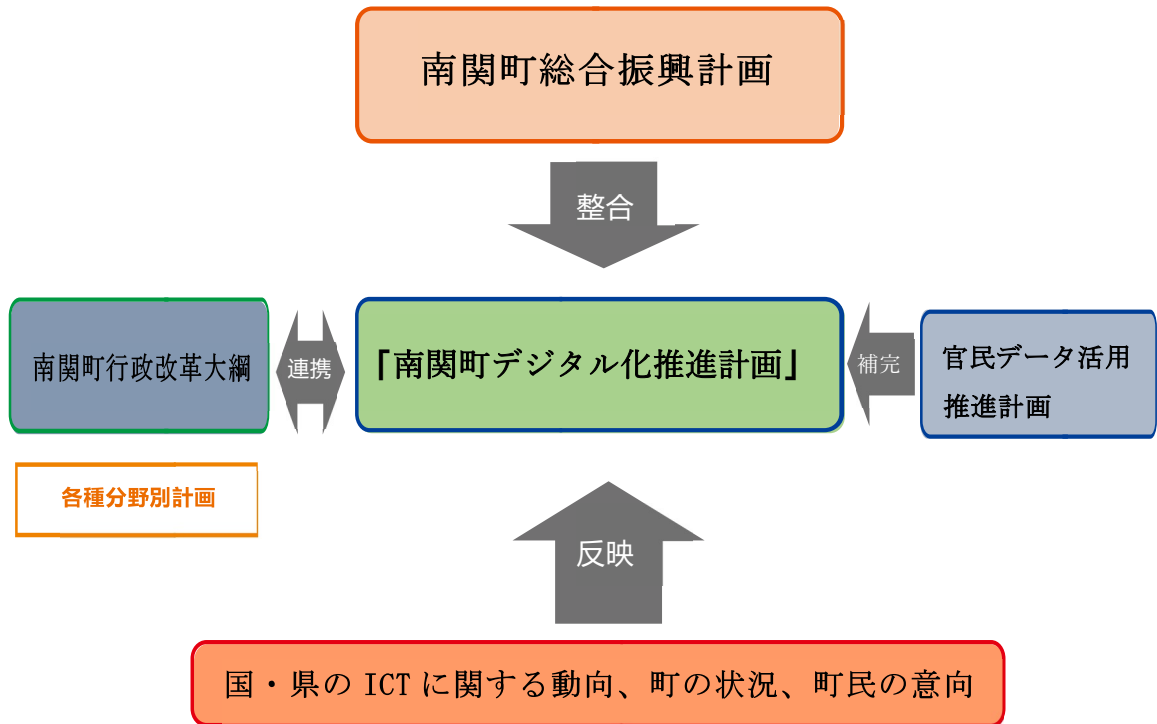 南関町総合振興計画
整合
南関町行政改革大綱
連携
「南関町デジタル化推進計画」
補完
官民データ活用
推進計画
各種分野別計画
反映
国・県の ICT に関する動向、町の状況、町民の意向